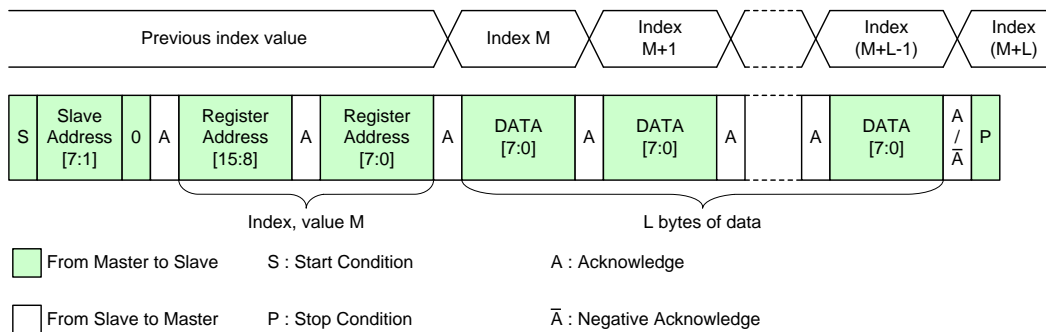 Previous index value
Index M
Index
M+1
Index
(M+L-1)
Index
(M+L)
S
Slave
Address
[7:1]
0
A
Register
Address
[15:8]
A
Register
Address
[7:0]
A
DATA
[7:0]
A
DATA
[7:0]
A
A
DATA
[7:0]
A
/
A̅
P
Index, value M
L bytes of data
From Master to Slave
S : Start Condition
A : Acknowledge
From Slave to Master
P : Stop Condition
A̅ : Negative Acknowledge